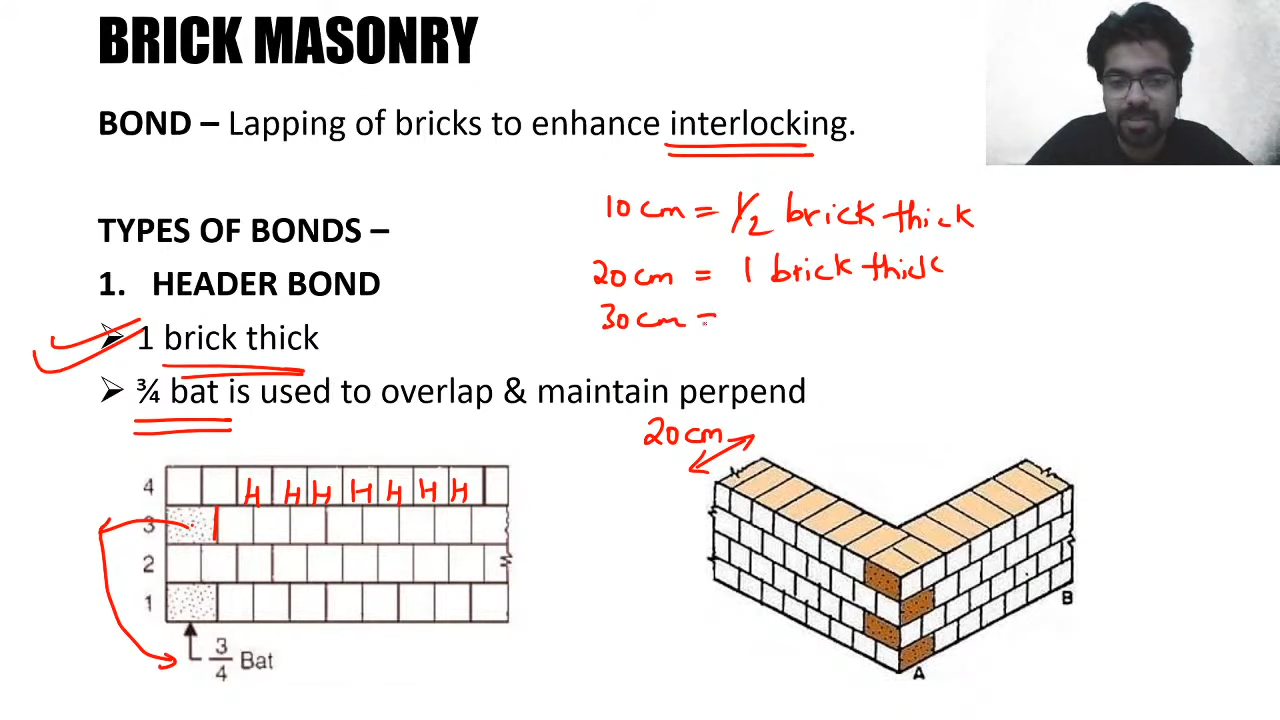 BRICK MASONRY
BOND – Lapping of bricks to enhance interlocking.
10 cm = 1/2 brick thick
TYPES OF BONDS –
20 cm = 1 brick thick
1. HEADER BOND
30 cm =
➢ 1 brick thick
➢ ¾ bat is used to overlap & maintain perpend
20 cm
4 H H H H H H H
3
2
1
3/4 Bat
B
A